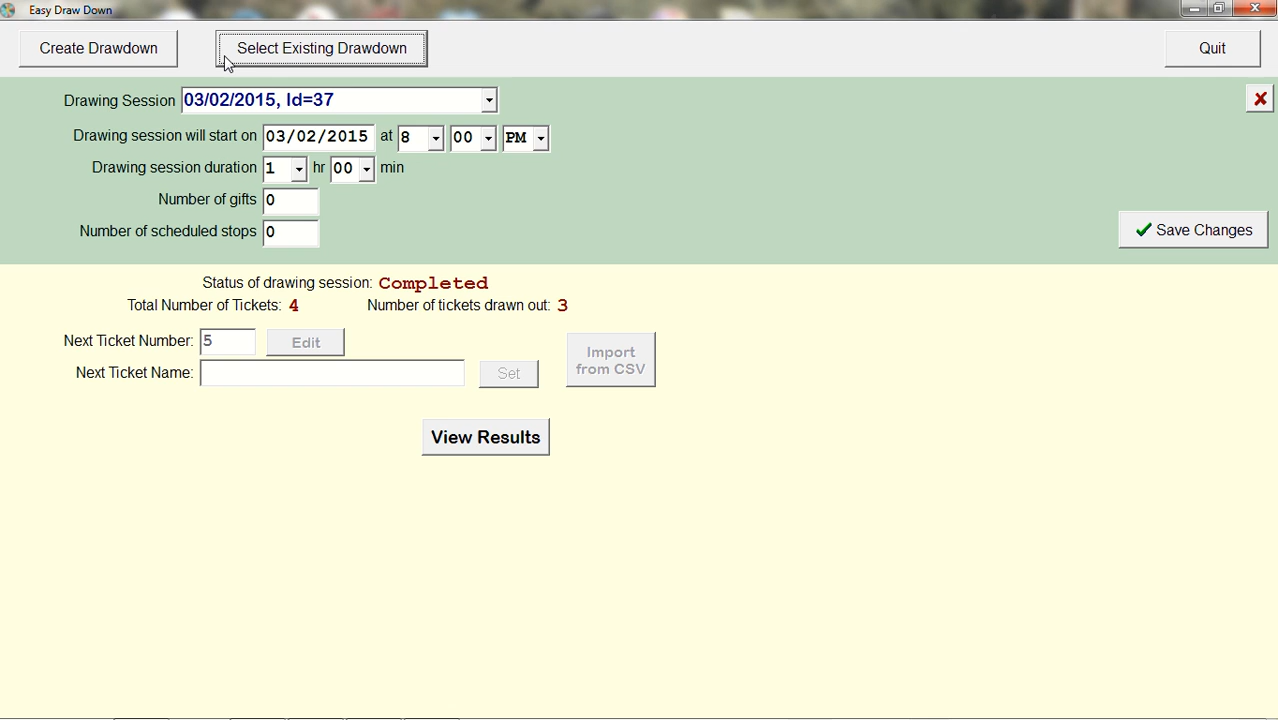 Easy Draw Down
Create Drawdown Select Existing Drawdown Quit
Drawing Session 03/02/2015, Id=37
Drawing session will start on 03/02/2015 at 8 00 PM
Drawing session duration 1 hr 00 min
Number of gifts 0
Number of scheduled stops 0
Save Changes
Status of drawing session: Completed
Total Number of Tickets: 4 Number of tickets drawn out: 3
Next Ticket Number: 5 Edit
Import
from CSV
Next Ticket Name: Set
View Results